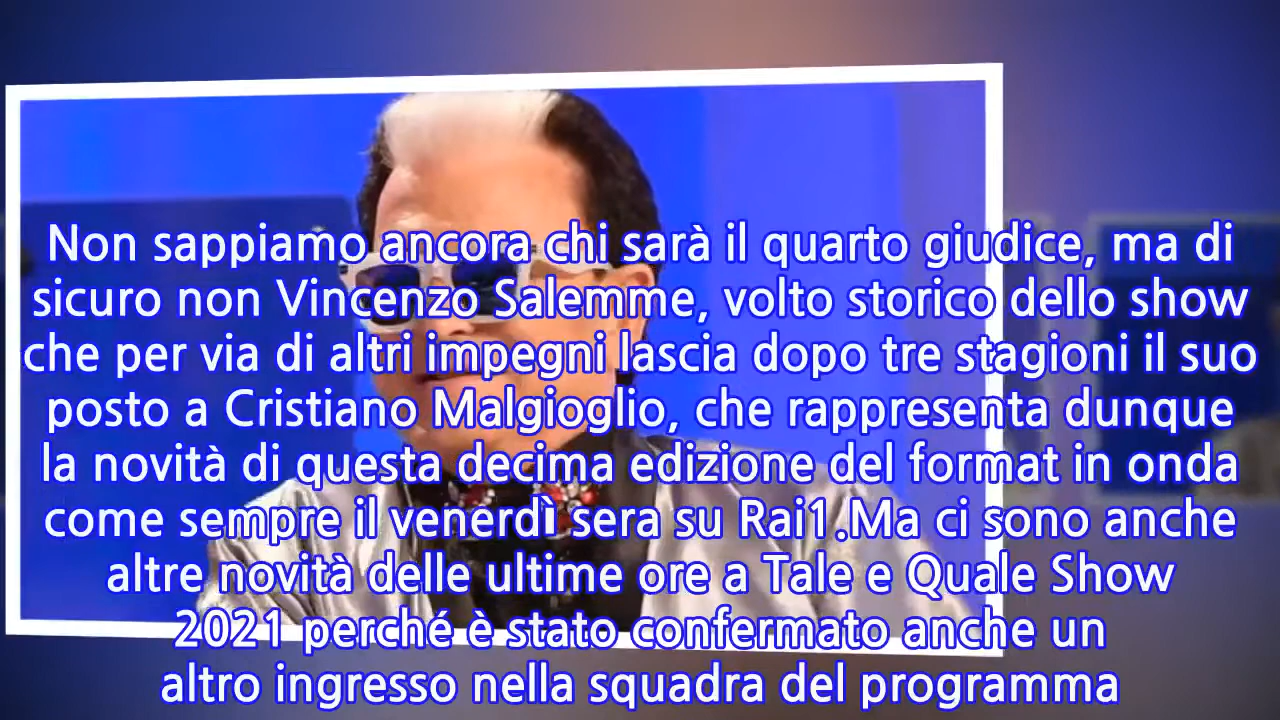 Non sappiamo ancora chi sarà il quarto giudice, ma di
sicuro non Vincenzo Salemme, volto storico dello show
che per via di altri impegni lascia dopo tre stagioni il suo
posto a Cristiano Malgioglio, che rappresenta dunque
la novità di questa decima edizione del format in onda
come sempre il venerdì sera su Rai1.Ma ci sono anche
altre novità delle ultime ore a Tale e Quale Show
2021 perché è stato confermato anche un
altro ingresso nella squadra del programma